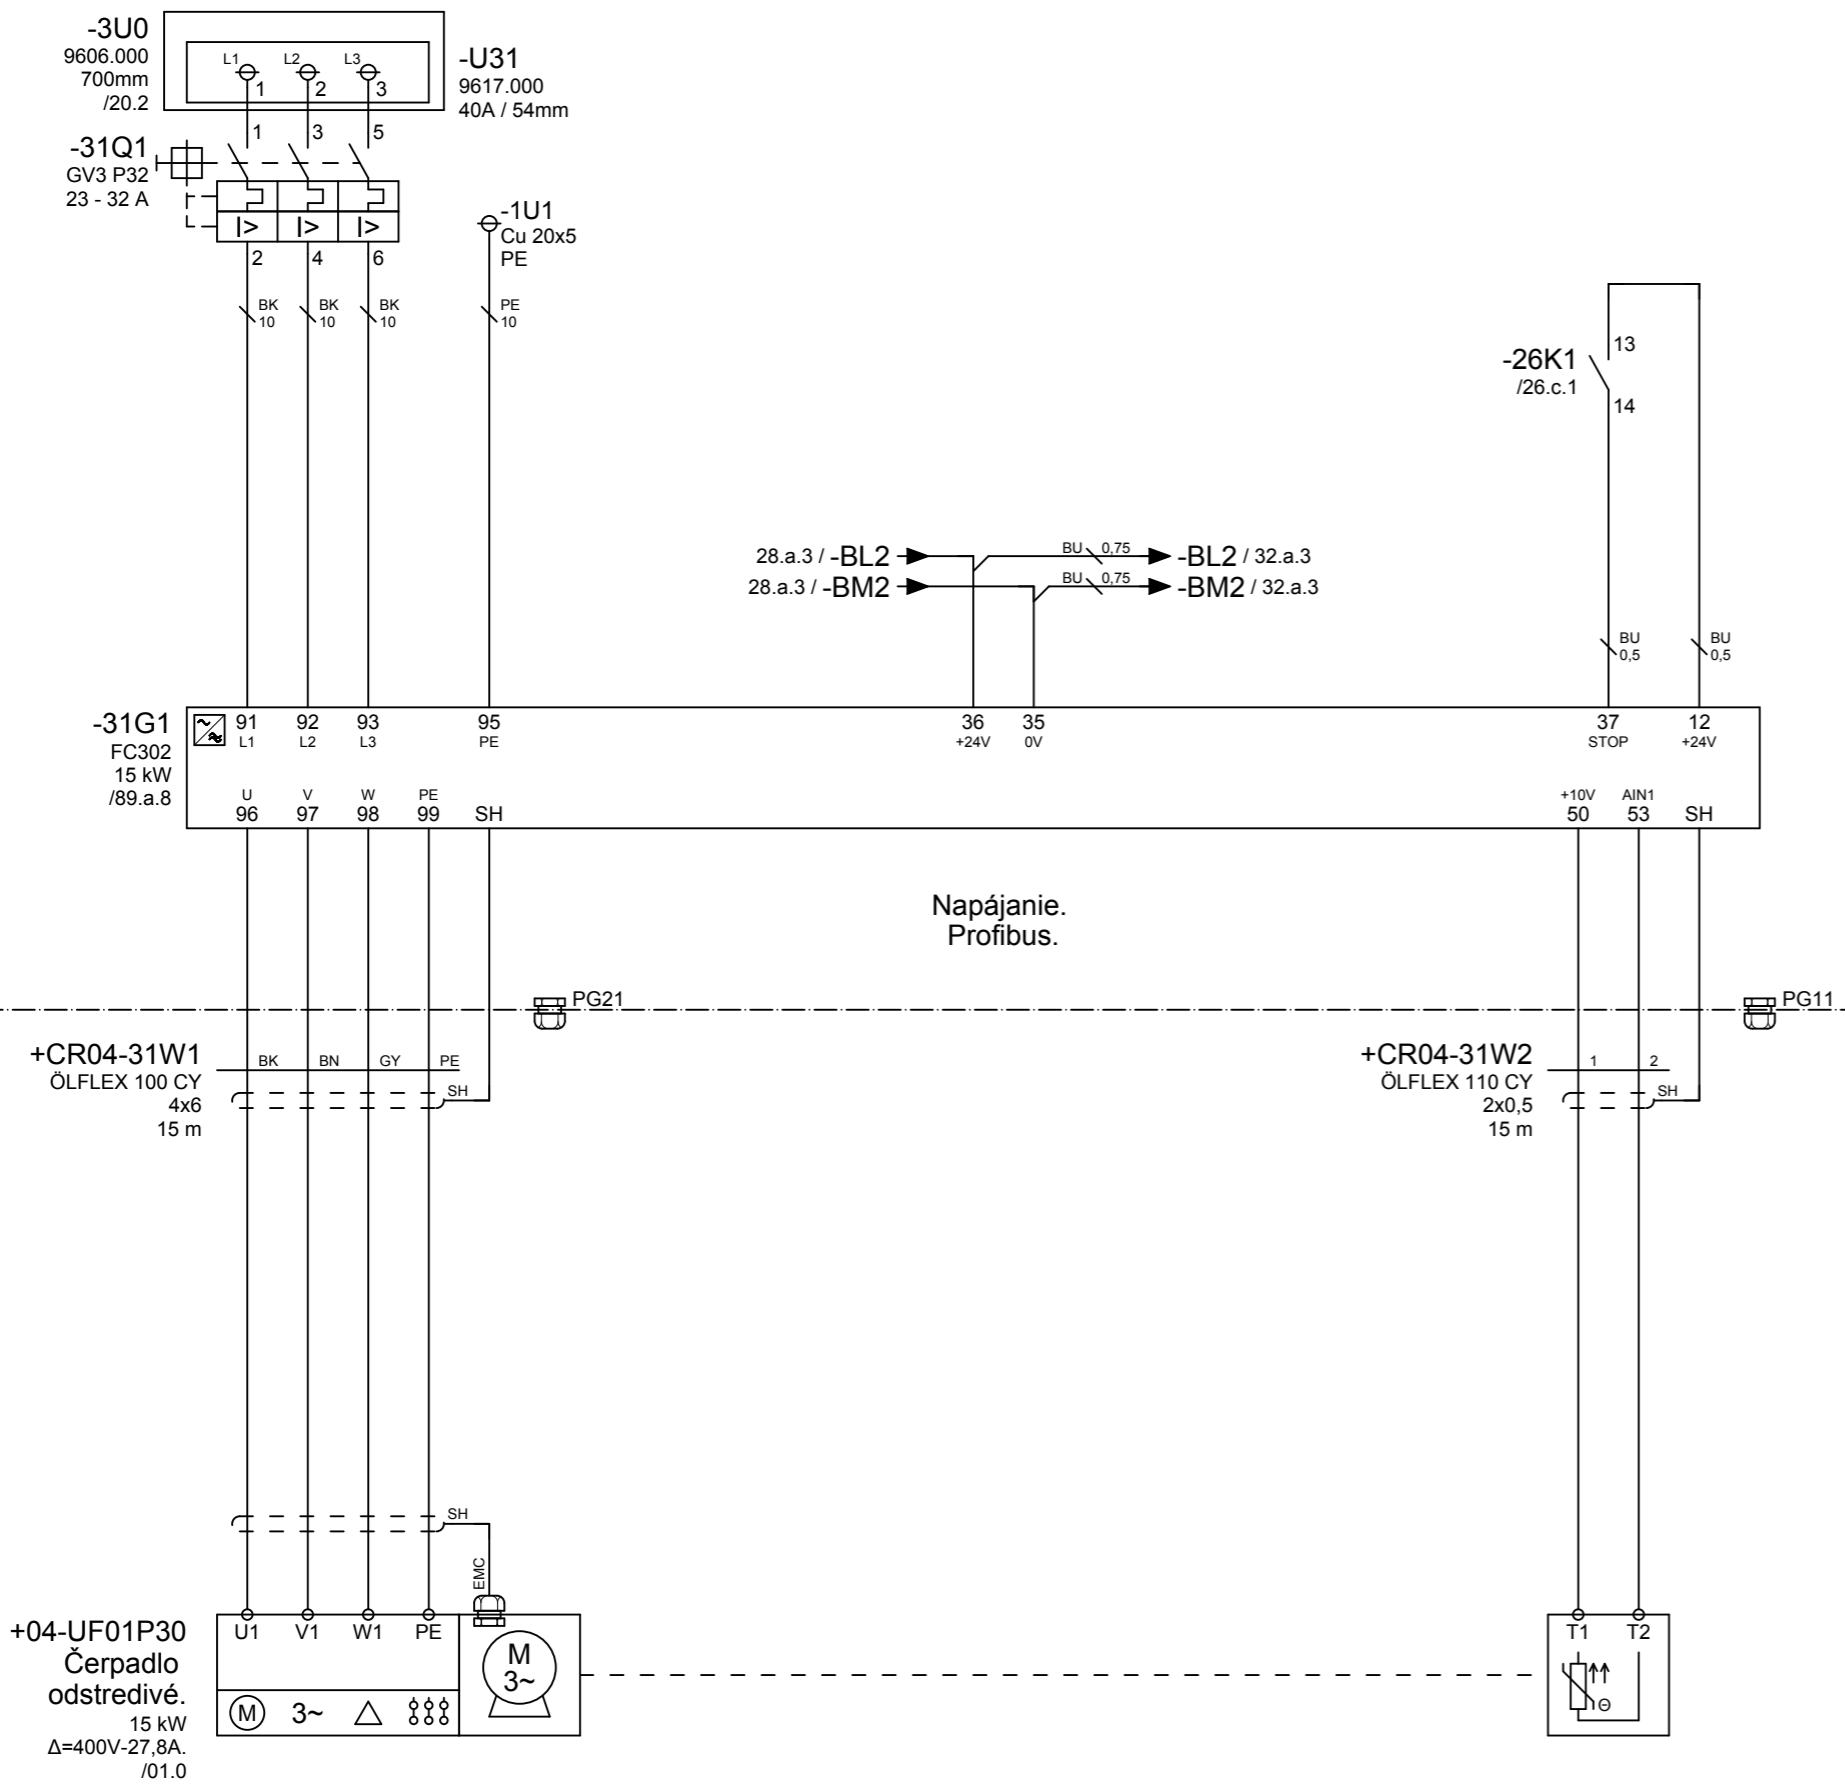 -3U0
9606.000
700mm
/20.2
L1 L2 L3
1 2 3
-U31
9617.000
40A / 54mm
1 3 5
-31Q1
GV3 P32
23 - 32 A
|> |> |>
2 4 6
-1U1
Cu 20x5
PE
BK BK BK PE
10 10 10 10
13
-26K1
/26.c.1
14
28.a.3 / -BL2 BU 0,75 -BL2 / 32.a.3
28.a.3 / -BM2 BU 0,75 -BM2 / 32.a.3
BU BU
0,5 0,5
-31G1
FC302
15 kW
/89.a.8
91 92 93 95 36 35 37 12
L1 L2 L3 PE +24V 0V STOP +24V
U V W PE +10V AIN1
96 97 98 99 SH 50 53 SH
Napájanie.
Profibus.
PG21 PG11
+CR04-31W1
ÖLFLEX 100 CY
4x6
15 m
BK BN GY PE
SH
+CR04-31W2
ÖLFLEX 110 CY
2x0,5
15 m
1 2
SH
SH
EMC
+04-UF01P30
Čerpadlo
odstredivé.
15 kW
Δ=400V-27,8A.
/01.0
U1 V1 W1 PE
M 3~
M
3~
T1 T2
Θ